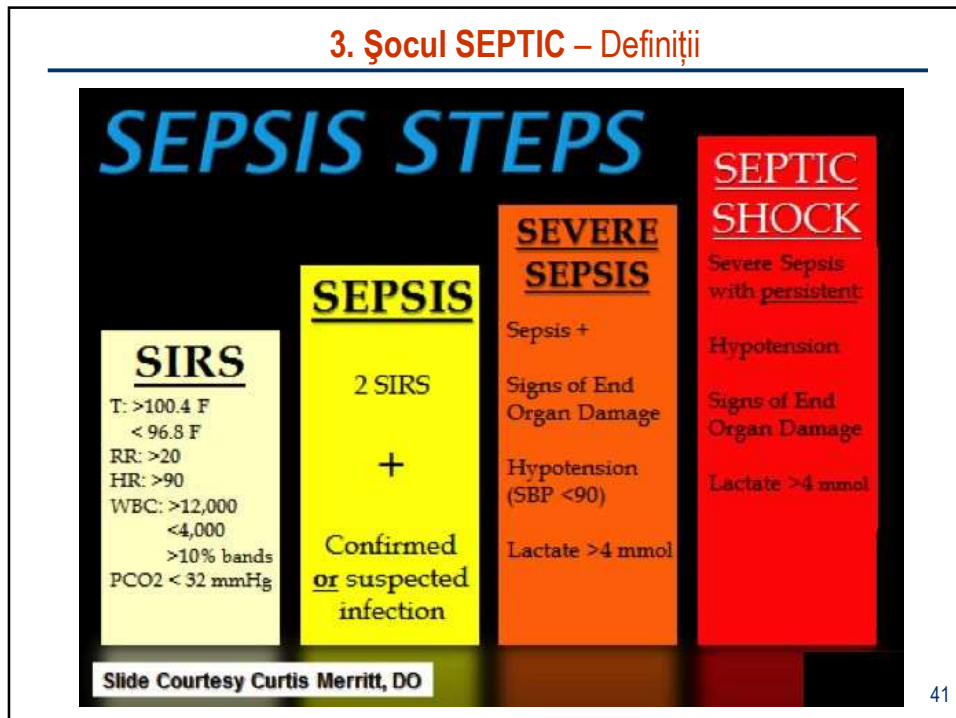 3. Şocul SEPTIC – Definiții
SEPSIS STEPS
SIRS
T: >100.4 F
< 96.8 F
RR: >20
HR: >90
WBC: >12,000
<4,000
>10% bands
PCO2 < 32 mmHg
SEPSIS
2 SIRS
+
Confirmed
or suspected
infection
SEVERE
SEPSIS
Sepsis +
Signs of End
Organ Damage
Hypotension
(SBP <90)
Lactate >4 mmol
SEPTIC
SHOCK
Severe Sepsis
with persistent:
Hypotension
Signs of End
Organ Damage
Lactate >4 mmol
Slide Courtesy Curtis Merritt, DO
41